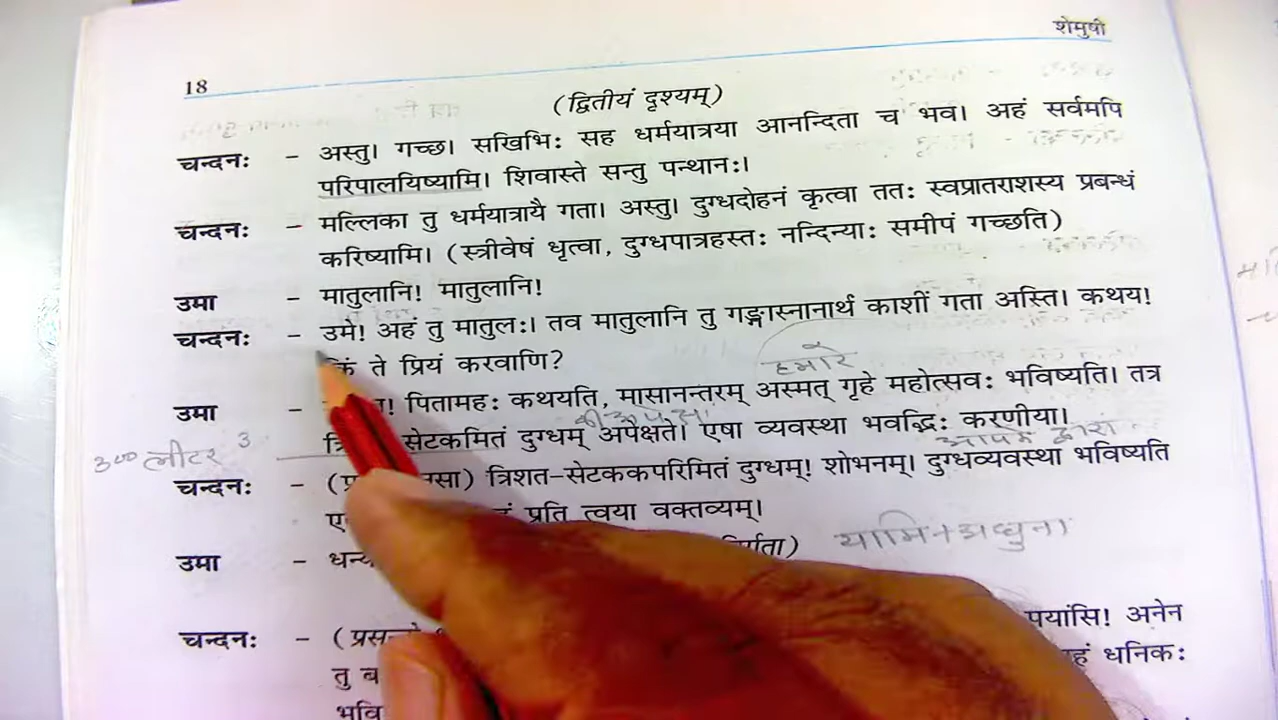 शेमुषी
18
(द्वितीयं दृश्यम्)
चन्दनः – अस्तु। गच्छ। सखिभिः सह धर्मयात्रया आनन्दिता च भव। अहं सर्वमपि
परिपालयिष्यामि। शिवास्ते सन्तु पन्थानः।
चन्दनः – मल्लिका तु धर्मयात्रायै गता। अस्तु। दुग्धदोहनं कृत्वा ततः स्वप्रातराशस्य प्रबन्धं
करिष्यामि। (स्त्रीवेषं धृत्वा, दुग्धपात्रहस्तः नन्दिन्याः समीपं गच्छति)
उमा – मातुलानि! मातुलानि!
चन्दनः – उमे! अहं तु मातुलः। तव मातुलानि तु गङ्गास्नानार्थं काशीं गता अस्ति। कथय!
ते प्रियं करवाणि?
हमारे
उमा – पितामहः कथयति, मासानन्तरम् अस्मत् गृहे महोत्सवः भविष्यति। तत्र
सेटकमितं दुग्धम् अपेक्षते। एषा व्यवस्था भवद्भिः करणीया।
300 लीटर
चन्दनः – त्रिशत-सेटककपरिमितं दुग्धम्! शोभनम्। दुग्धव्यवस्था भविष्यति
प्रति त्वया वक्तव्यम्।
यामि+अधुना
उमा –
चन्दनः – पयांसि! अनेन
तु धनिकः